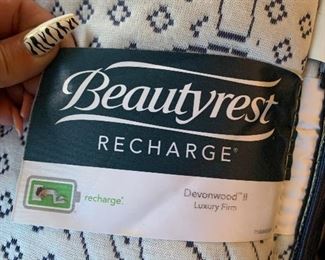 Beautyrest
RECHARGE®
recharge®
Devonwood™ II
Luxury Firm